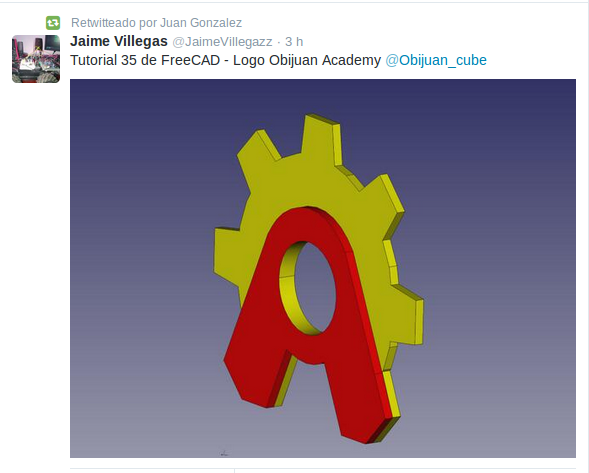 Retwitteado por Juan Gonzalez
Jaime Villegas @JaimeVillegazz · 3 h
Tutorial 35 de FreeCAD - Logo Obijuan Academy @Obijuan_cube